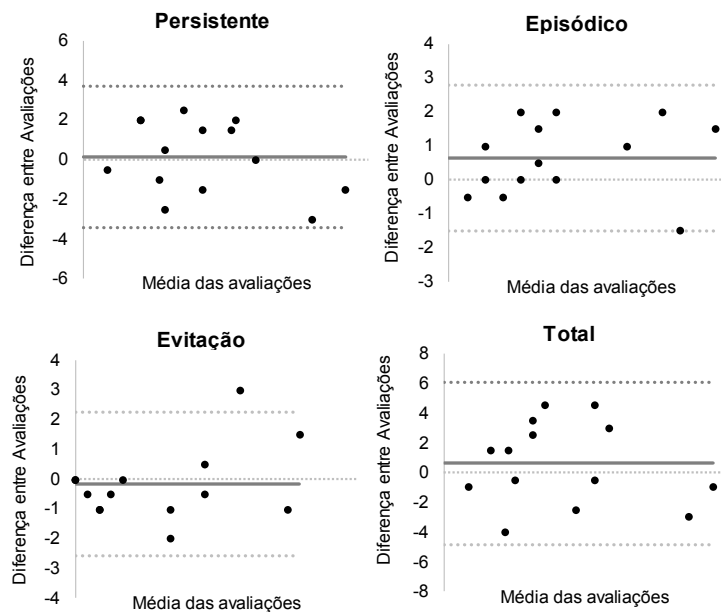 Persistente
Diferença entre Avaliações
6
4
2
0
-2
-4
-6
Média das avaliações
Episódico
Diferença entre Avaliações
4
3
2
1
0
-1
-2
-3
Média das avaliações
Evitação
Diferença entre Avaliações
4
3
2
1
0
-1
-2
-3
-4
Média das avaliações
Total
Diferença entre Avaliações
8
6
4
2
0
-2
-4
-6
-8
Média das avaliações